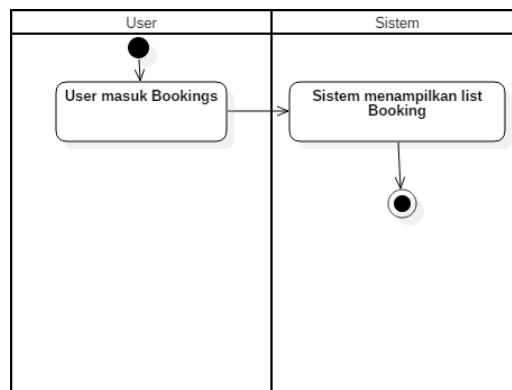 User
Sistem
User masuk Bookings
Sistem menampilkan list
Booking